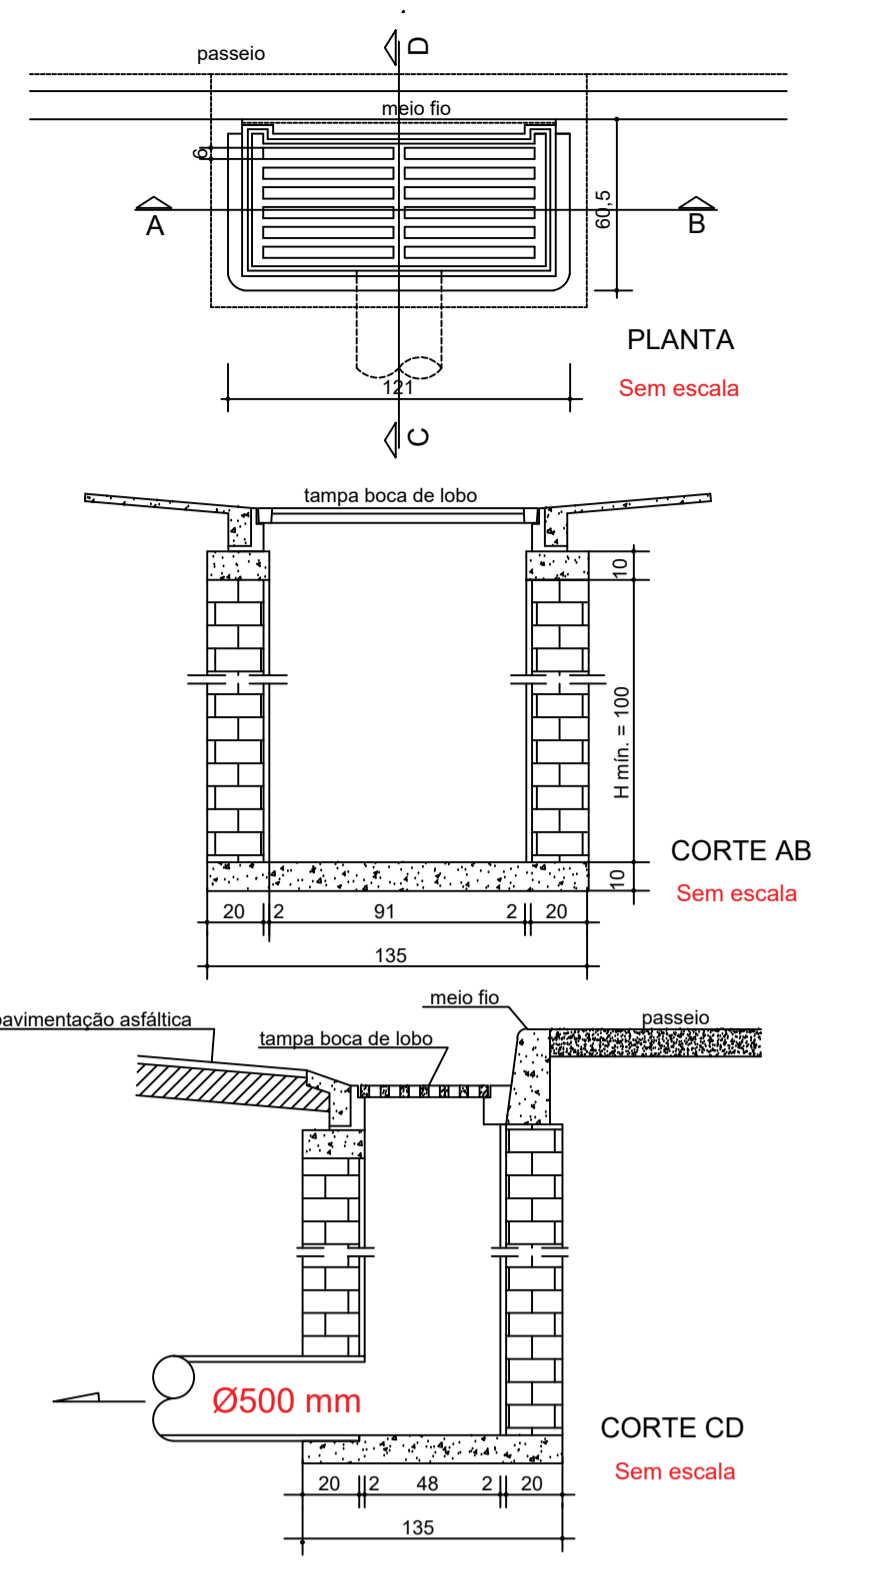 D
passeio
meio fio
6
A
B
60,5
PLANTA
Sem escala
121
C
tampa boca de lobo
10
H mín. = 100
CORTE AB
10
Sem escala
20 2 91 2 20
135
meio fio
pavimentação asfáltica
passeio
tampa boca de lobo
Ø500 mm
CORTE CD
Sem escala
20 2 48 2 20
135